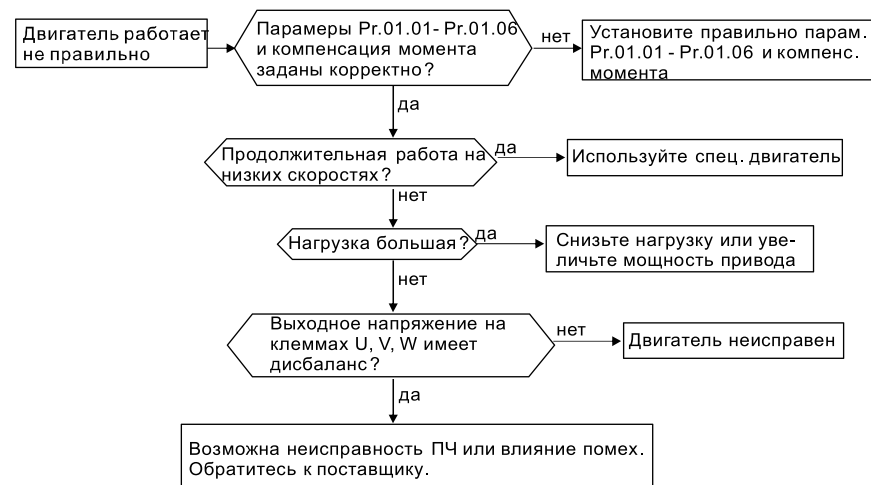 Двигатель работает
не правильно
Парамеры Pr.01.01- Pr.01.06
и компенсация момента
заданы корректно?
нет
Установите правильно парам.
Pr.01.01 - Pr.01.06 и компенс.
момента
да
Продолжительная работа на
низких скоростях?
да
Используйте спец. двигатель
нет
Нагрузка большая?
да
Снизьте нагрузку или уве-
личьте мощность привода
нет
Выходное напряжение на
клеммах U, V, W имеет
дисбаланс?
нет
Двигатель неисправен
да
Возможна неисправность ПЧ или влияние помех.
Обратитесь к поставщику.